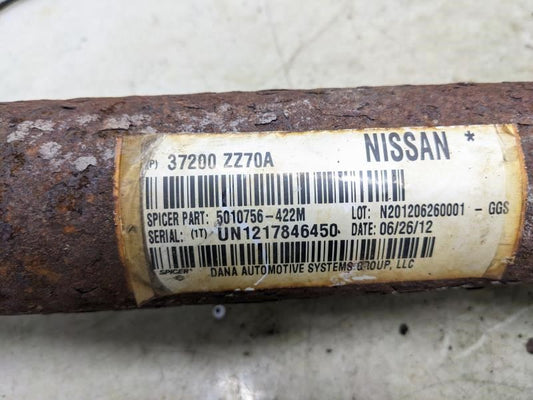 (P) 37200 ZZ70A NISSAN *
SPICER PART: 5010756-422M LOT: N201206260001 - GGS
SERIAL: (1T) UN1217846450 DATE: 06/26/12
SPICER DANA AUTOMOTIVE SYSTEMS GROUP, LLC